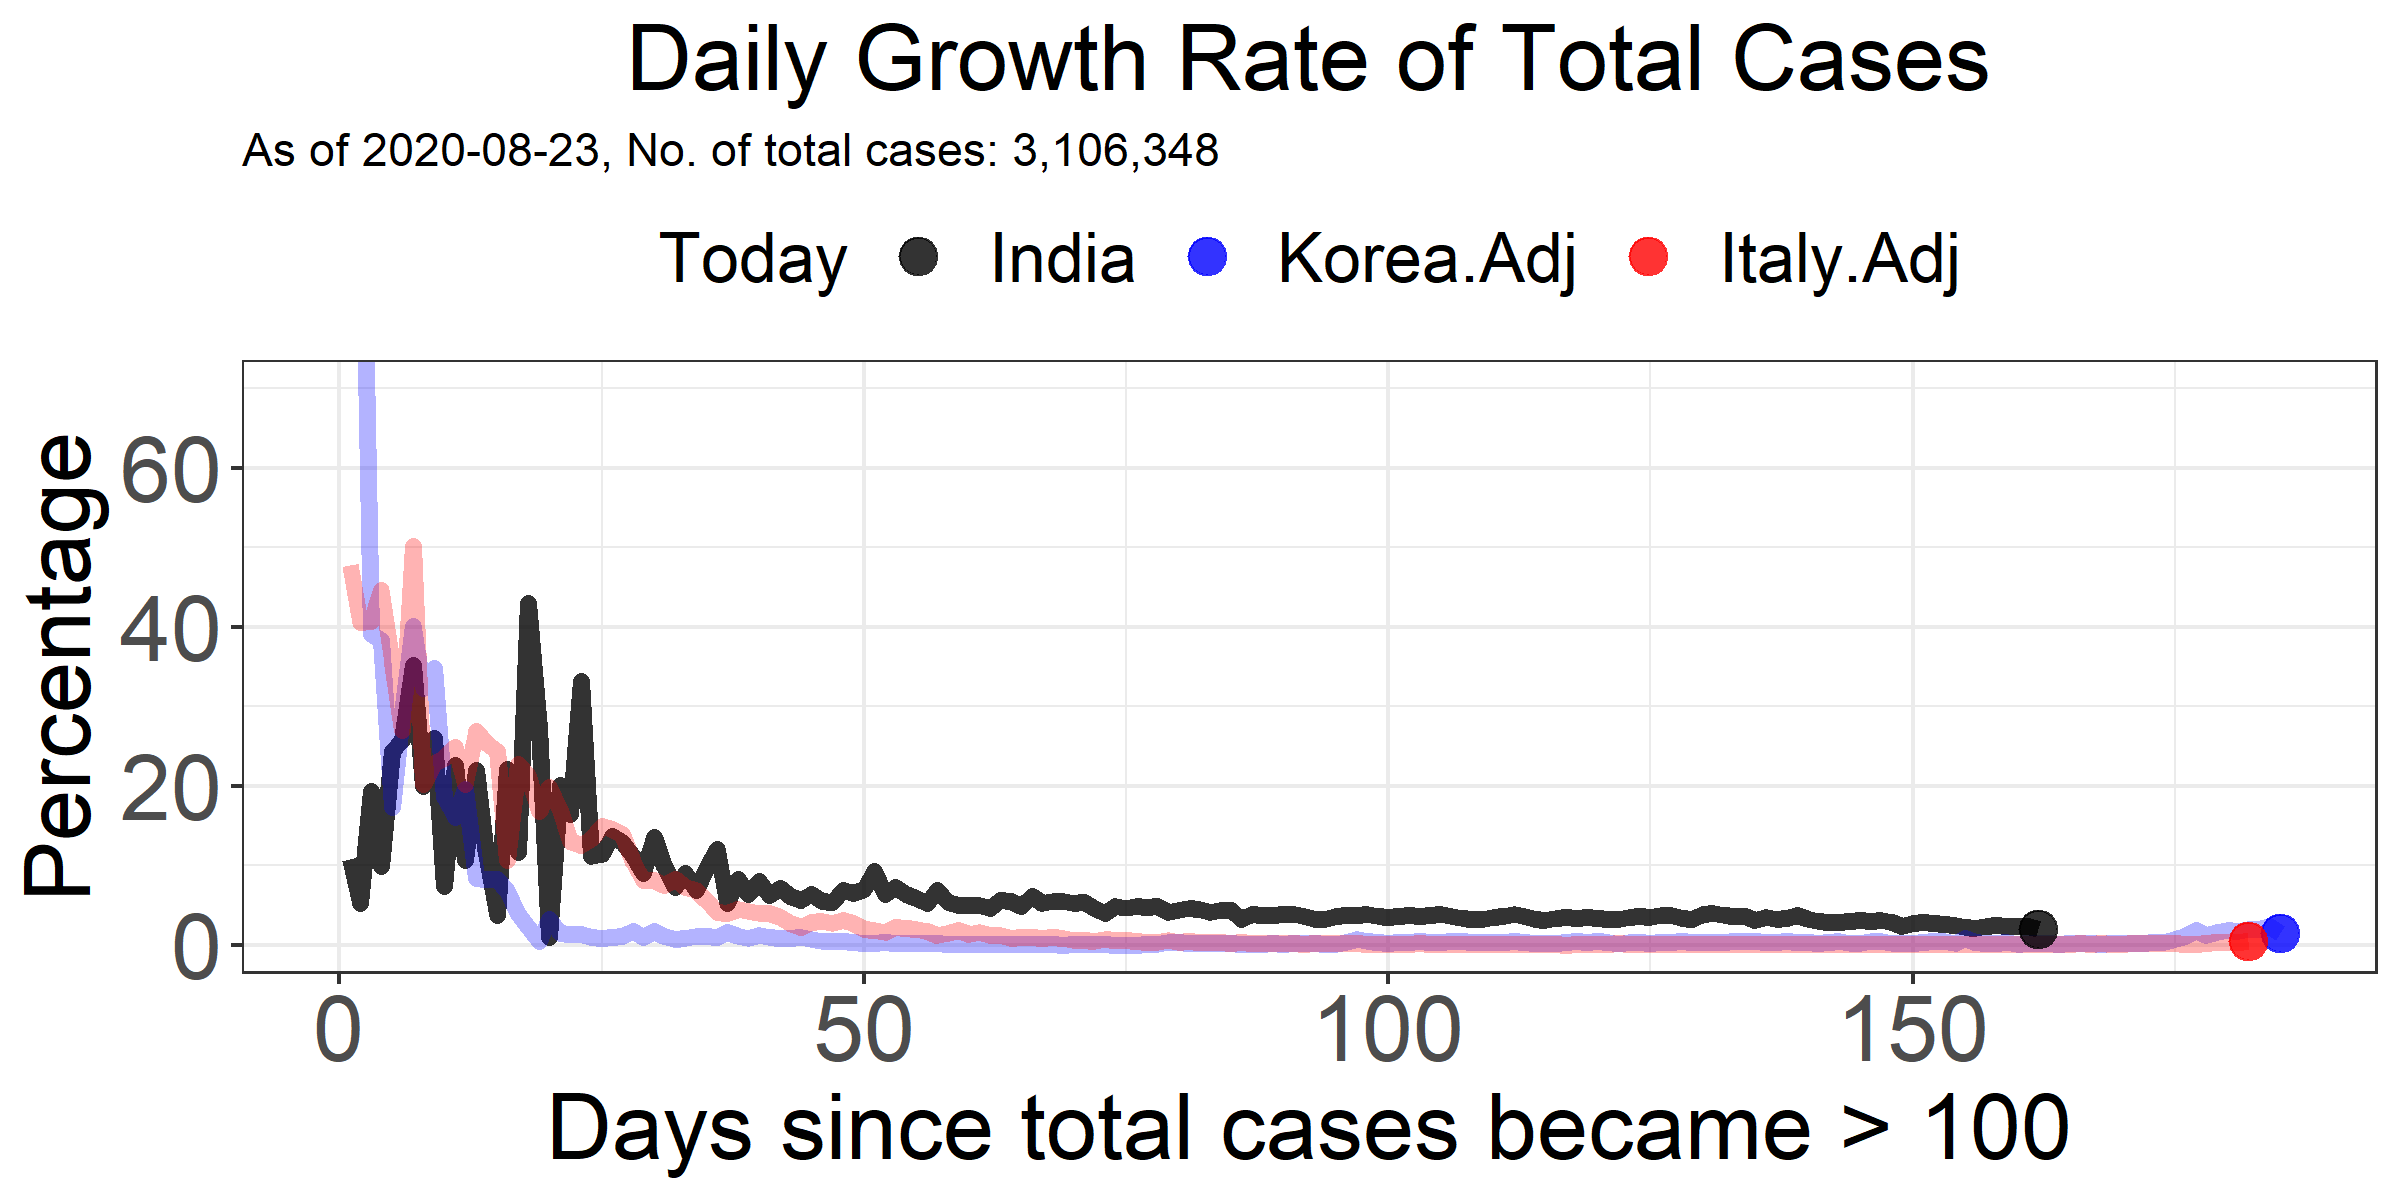 Daily Growth Rate of Total Cases
As of 2020-08-23, No. of total cases: 3,106,348
Today India Korea.Adj Italy.Adj
Percentage
60
40
20
0
0 50 100 150
Days since total cases became > 100